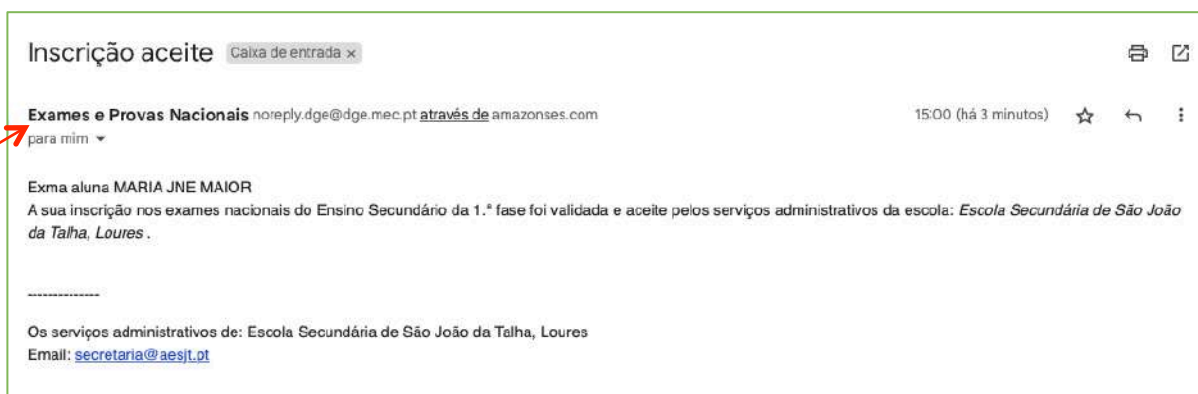 Inscrição aceite Caixa de entrada ×
Exames e Provas Nacionais noreply.dge@dge.mec.pt através de amazonses.com 15:00 (há 3 minutos)
para mim
Exma aluna MARIA JNE MAIOR
A sua inscrição nos exames nacionais do Ensino Secundário da 1.ª fase foi validada e aceite pelos serviços administrativos da escola: Escola Secundária de São João
da Talha, Loures .
--------------
Os serviços administrativos de: Escola Secundária de São João da Talha, Loures
Email: secretaria@aesjt.pt